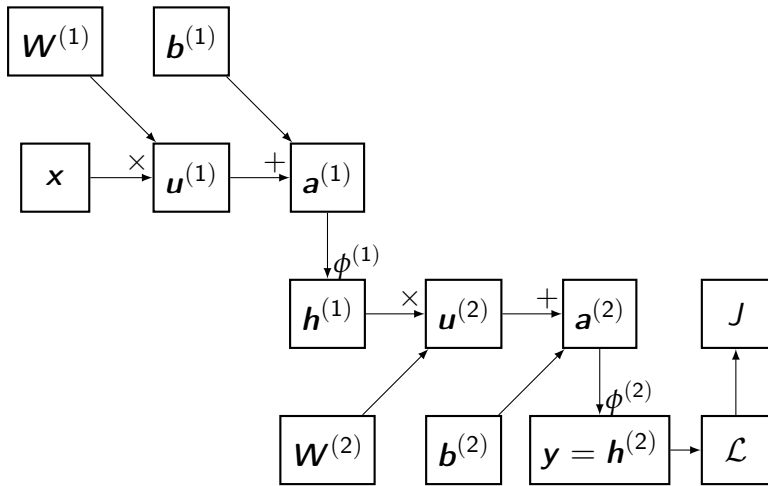 W^(1) b^(1)
x × u^(1) + a^(1)
ϕ^(1)
h^(1) × u^(2) + a^(2) J
ϕ^(2)
W^(2) b^(2) y = h^(2) ℒ